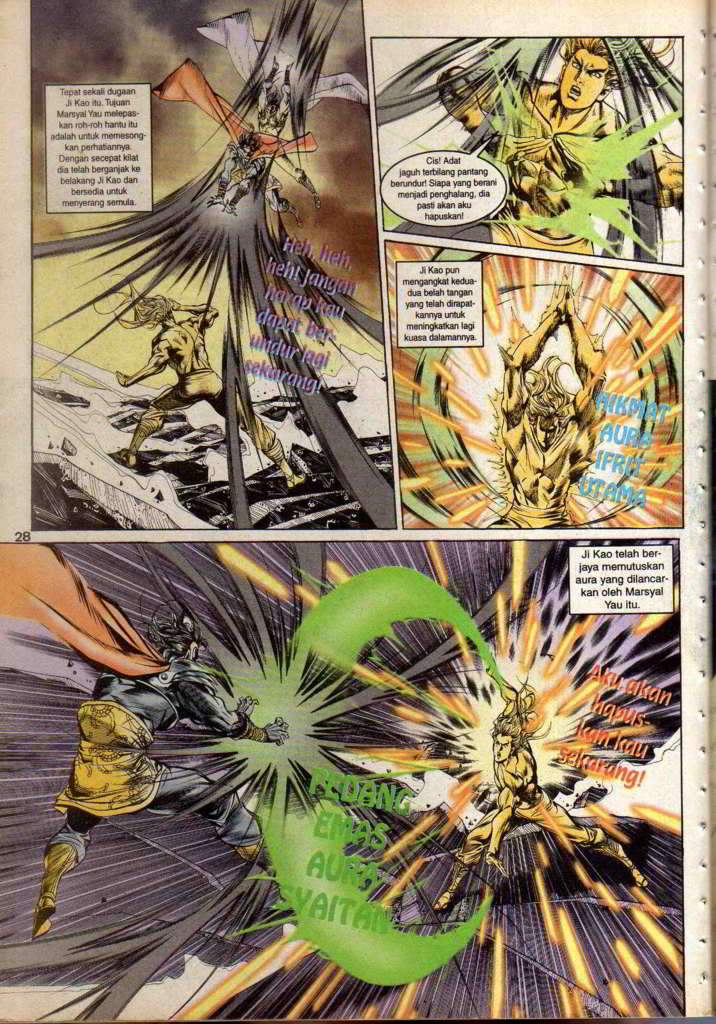 Tepat sekali dugaan
Ji Kao itu. Tujuan
Marsyal Yau melepas-
kan roh-roh hantu itu
adalah untuk memesong-
kan perhatiannya.
Dengan secepat kilat
dia telah berganjak ke
belakang Ji Kao dan
bersedia untuk
menyerang semula.
Heh, heh,
heh! Jangan
harap kau
dapat ber-
undur lagi
sekarang!
Cis! Adat
jaguh terbilang pantang
berundur! Siapa yang berani
menjadi penghalang, dia
pasti akan aku
hapuskan!
Ji Kao pun
mengangkat kedua-
dua belah tangan
yang telah dirapat-
kannya untuk
meningkatkan lagi
kuasa dalamannya.
HIKMAT
AURA
IFRIT
UTAMA
28
Ji Kao telah ber-
jaya memutuskan
aura yang dilancar-
kan oleh Marsyal
Yau itu.
Aku akan
hapus-
kan kau
sekarang!
PEDANG
EMAS
AURA
SYAITAN